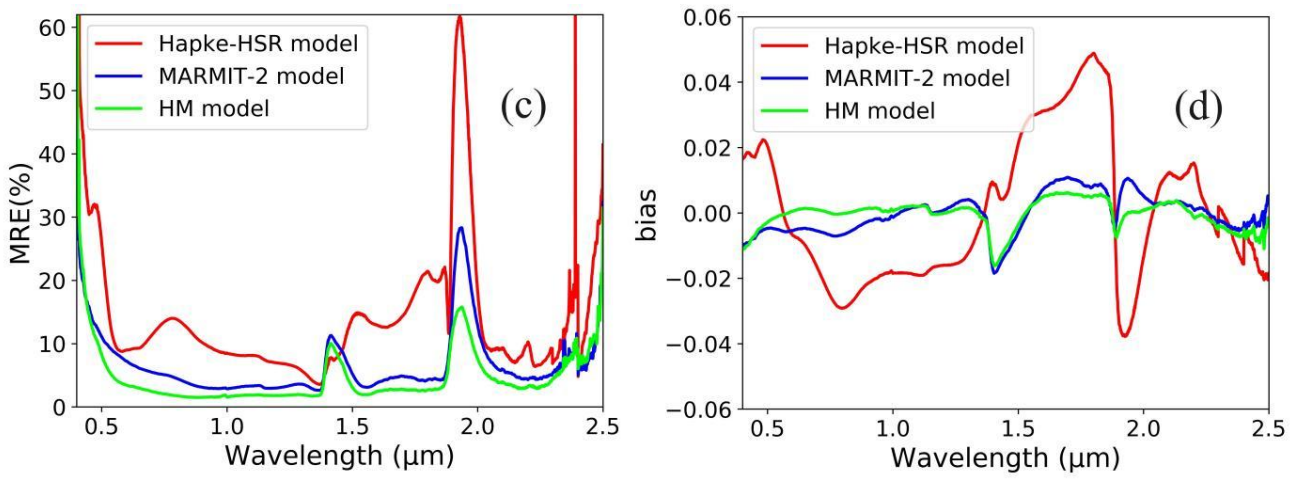 MRE(%)
60
50
40
30
20
10
0
Hapke-HSR model
MARMIT-2 model
HM model
(c)
0.5 1.0 1.5 2.0 2.5
Wavelength (μm)
bias
0.06
0.04
0.02
0.00
−0.02
−0.04
−0.06
Hapke-HSR model
MARMIT-2 model
HM model
(d)
0.5 1.0 1.5 2.0 2.5
Wavelength (μm)